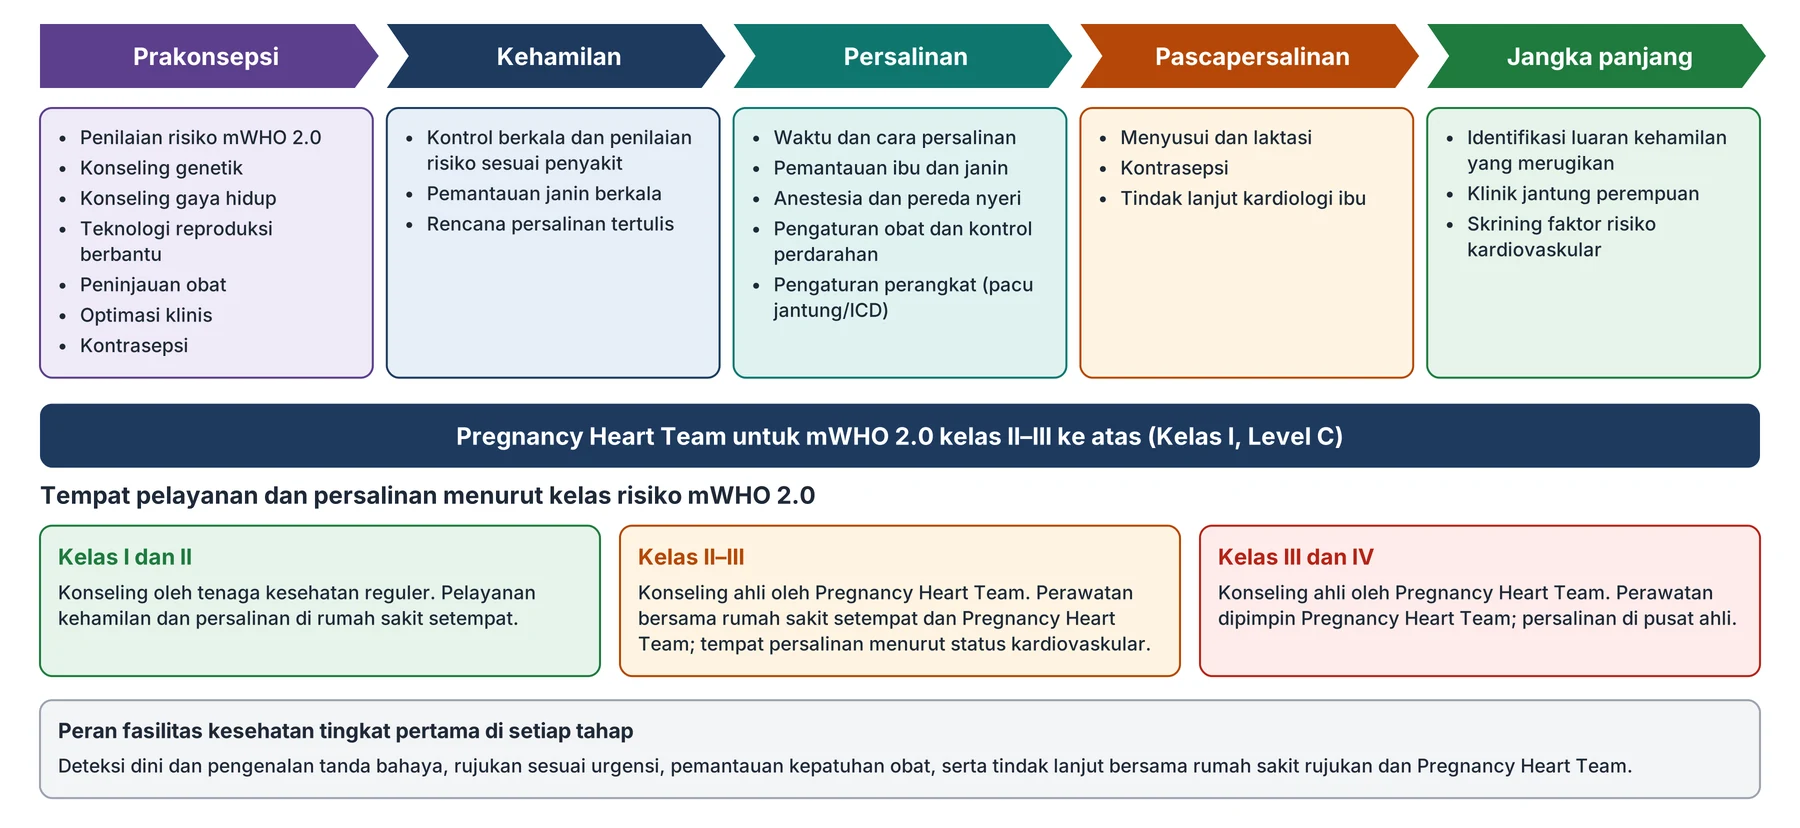 Prakonsepsi
Kehamilan
Persalinan
Pascapersalinan
Jangka panjang
• Penilaian risiko mWHO 2.0
• Konseling genetik
• Konseling gaya hidup
• Teknologi reproduksi
berbantu
• Peninjauan obat
• Optimasi klinis
• Kontrasepsi
• Kontrol berkala dan penilaian
risiko sesuai penyakit
• Pemantauan janin berkala
• Rencana persalinan tertulis
• Waktu dan cara persalinan
• Pemantauan ibu dan janin
• Anestesia dan pereda nyeri
• Pengaturan obat dan kontrol
perdarahan
• Pengaturan perangkat (pacu
jantung/ICD)
• Menyusui dan laktasi
• Kontrasepsi
• Tindak lanjut kardiologi ibu
• Identifikasi luaran kehamilan
yang merugikan
• Klinik jantung perempuan
• Skrining faktor risiko
kardiovaskular
Pregnancy Heart Team untuk mWHO 2.0 kelas II–III ke atas (Kelas I, Level C)
Tempat pelayanan dan persalinan menurut kelas risiko mWHO 2.0
Kelas I dan II
Konseling oleh tenaga kesehatan reguler. Pelayanan
kehamilan dan persalinan di rumah sakit setempat.
Kelas II–III
Konseling ahli oleh Pregnancy Heart Team. Perawatan
bersama rumah sakit setempat dan Pregnancy Heart
Team; tempat persalinan menurut status kardiovaskular.
Kelas III dan IV
Konseling ahli oleh Pregnancy Heart Team. Perawatan
dipimpin Pregnancy Heart Team; persalinan di pusat ahli.
Peran fasilitas kesehatan tingkat pertama di setiap tahap
Deteksi dini dan pengenalan tanda bahaya, rujukan sesuai urgensi, pemantauan kepatuhan obat, serta tindak lanjut bersama rumah sakit rujukan dan Pregnancy Heart Team.